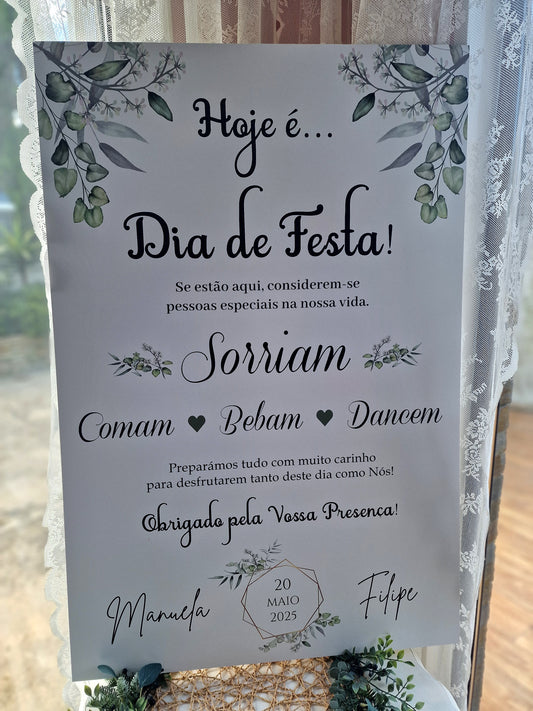 Hoje é...
Dia de Festa!
Se estão aqui, considerem-se
pessoas especiais na nossa vida.
Sorriam
Comam ♥ Bebam ♥ Dancem
Preparámos tudo com muito carinho
para desfrutarem tanto deste dia como Nós!
Obrigado pela Vossa Presença!
Manuela
20
MAIO
2025
Filipe